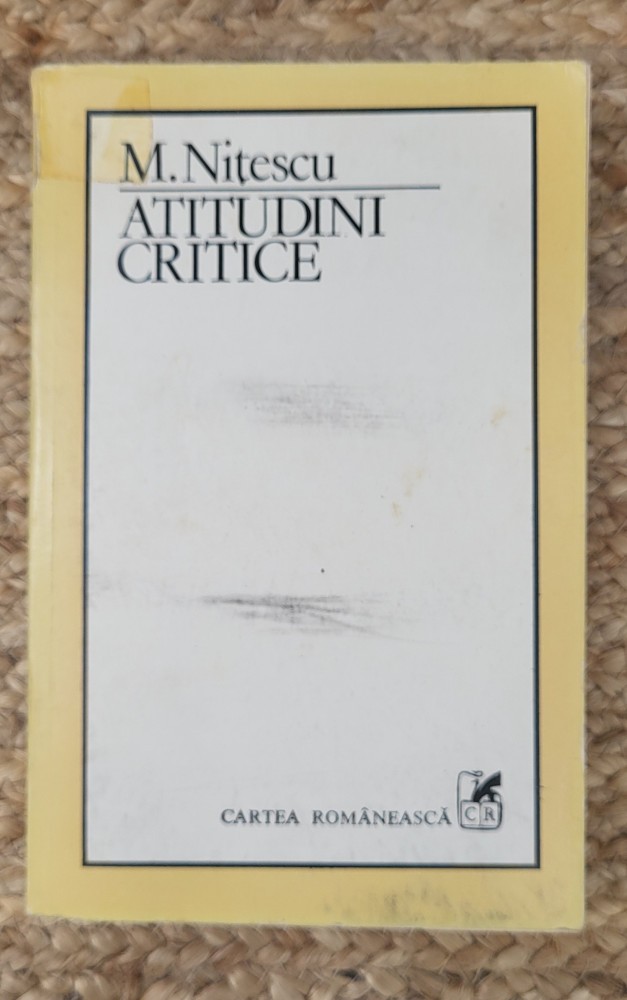 M. Nițescu
ATITUDINI
CRITICE
CARTEA ROMÂNEASCĂ
CR